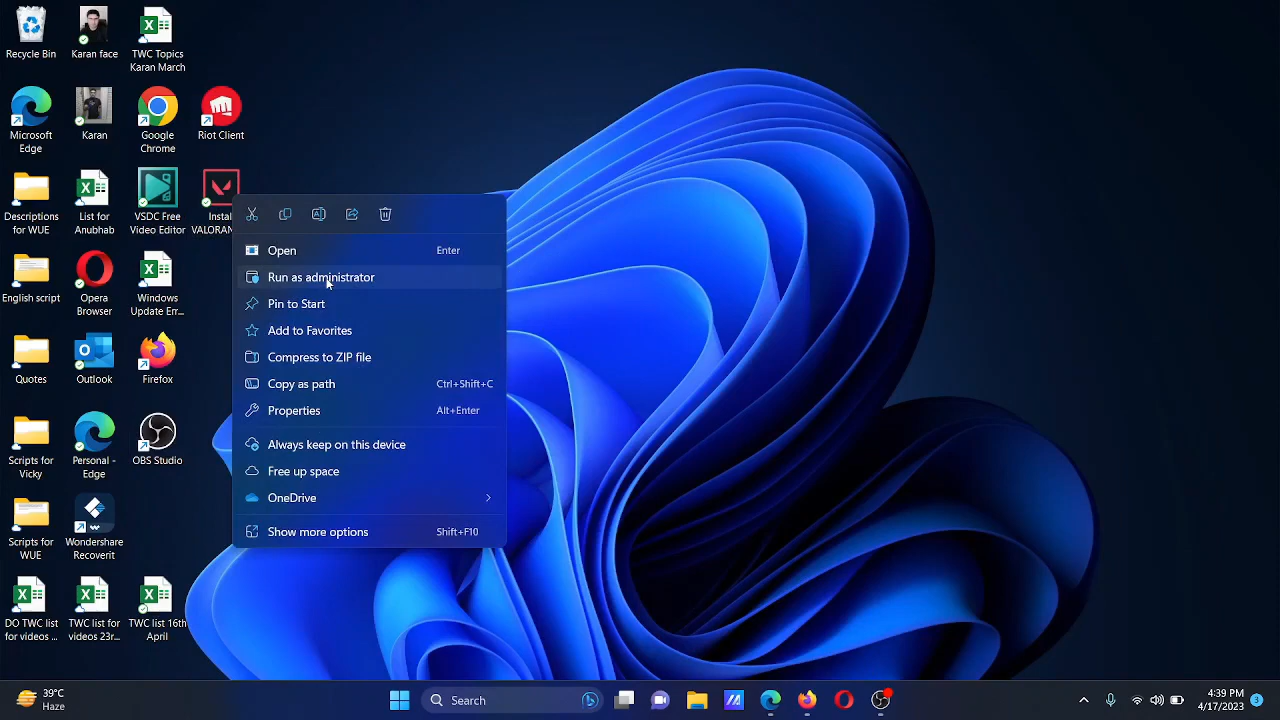 Recycle Bin
Karan face
TWC Topics
Karan March
Microsoft
Edge
Karan
Google
Chrome
Riot Client
Descriptions
for WUE
List for
Anubhab
VSDC Free
Video Editor
Instal
VALORAN
English script
Opera
Browser
Windows
Update Err...
Quotes
Outlook
Firefox
Scripts for
Vicky
Personal -
Edge
OBS Studio
Scripts for
WUE
Wondershare
Recoverit
DO TWC list
for videos ...
TWC list for
videos 23r...
TWC list 16th
April
Open Enter
Run as administrator
Pin to Start
Add to Favorites
Compress to ZIP file
Copy as path Ctrl+Shift+C
Properties Alt+Enter
Always keep on this device
Free up space
OneDrive
Show more options Shift+F10
39°C
Haze
Search
4:39 PM
4/17/2023
3